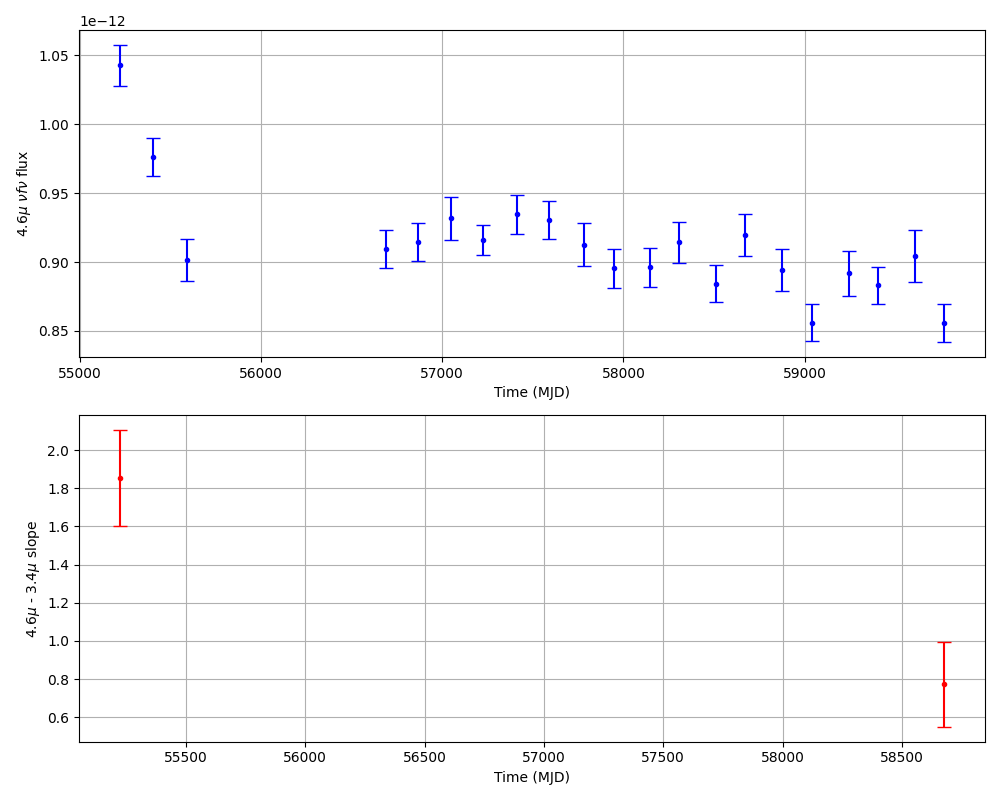 1e−12
1.05
1.00
0.95
0.90
0.85
4.6μ νfν flux
55000 56000 57000 58000 59000
Time (MJD)
2.0
1.8
1.6
1.4
1.2
1.0
0.8
0.6
4.6μ - 3.4μ slope
55500 56000 56500 57000 57500 58000 58500
Time (MJD)